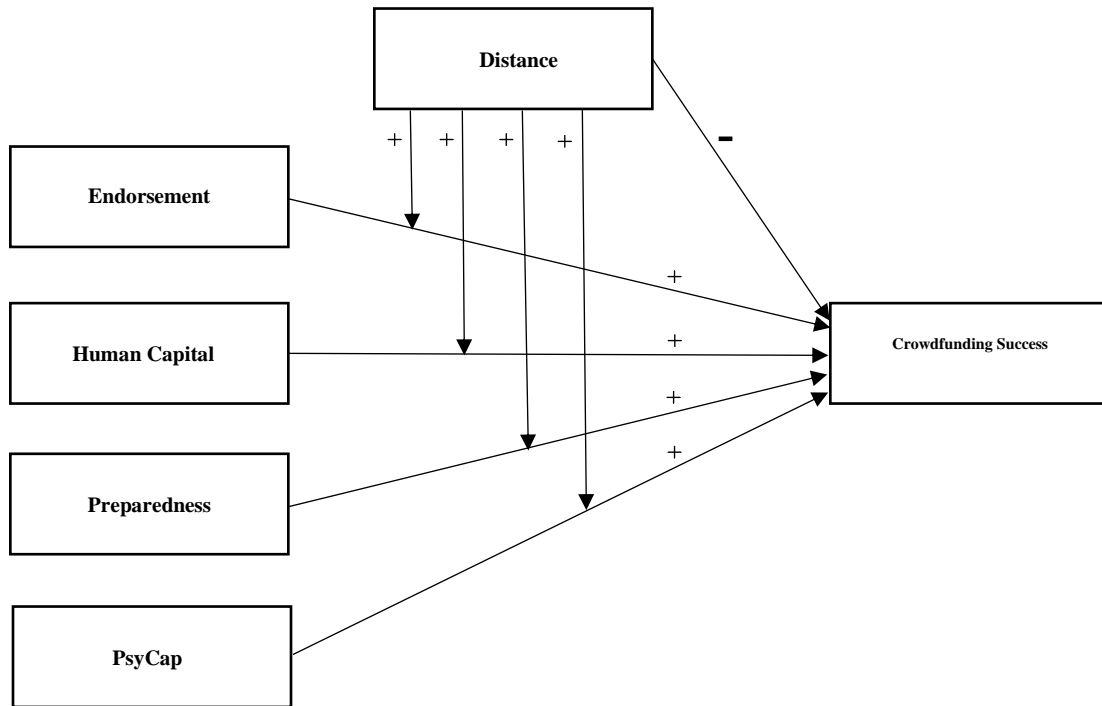 Distance
+ + + +
-
Endorsement
+
Human Capital
+
Crowdfunding Success
+
Preparedness
+
PsyCap